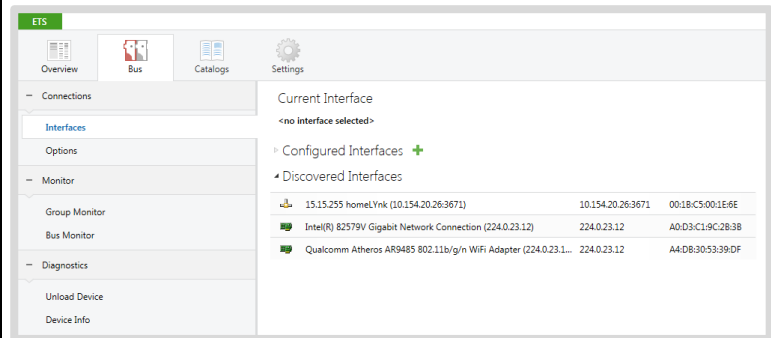 ETS
Overview
Bus
Catalogs
Settings
Connections
Interfaces
Options
Monitor
Group Monitor
Bus Monitor
Diagnostics
Unload Device
Device Info
Current Interface
<no interface selected>
Configured Interfaces
Discovered Interfaces
15.15.255 homeLYnk (10.154.20.26:3671) 10.154.20.26:3671 00:1B:C5:00:1E:6E
Intel(R) 82579V Gigabit Network Connection (224.0.23.12) 224.0.23.12 A0:D3:C1:9C:2B:3B
Qualcomm Atheros AR9485 802.11b/g/n WiFi Adapter (224.0.23.1... 224.0.23.12 A4:DB:30:53:39:DF